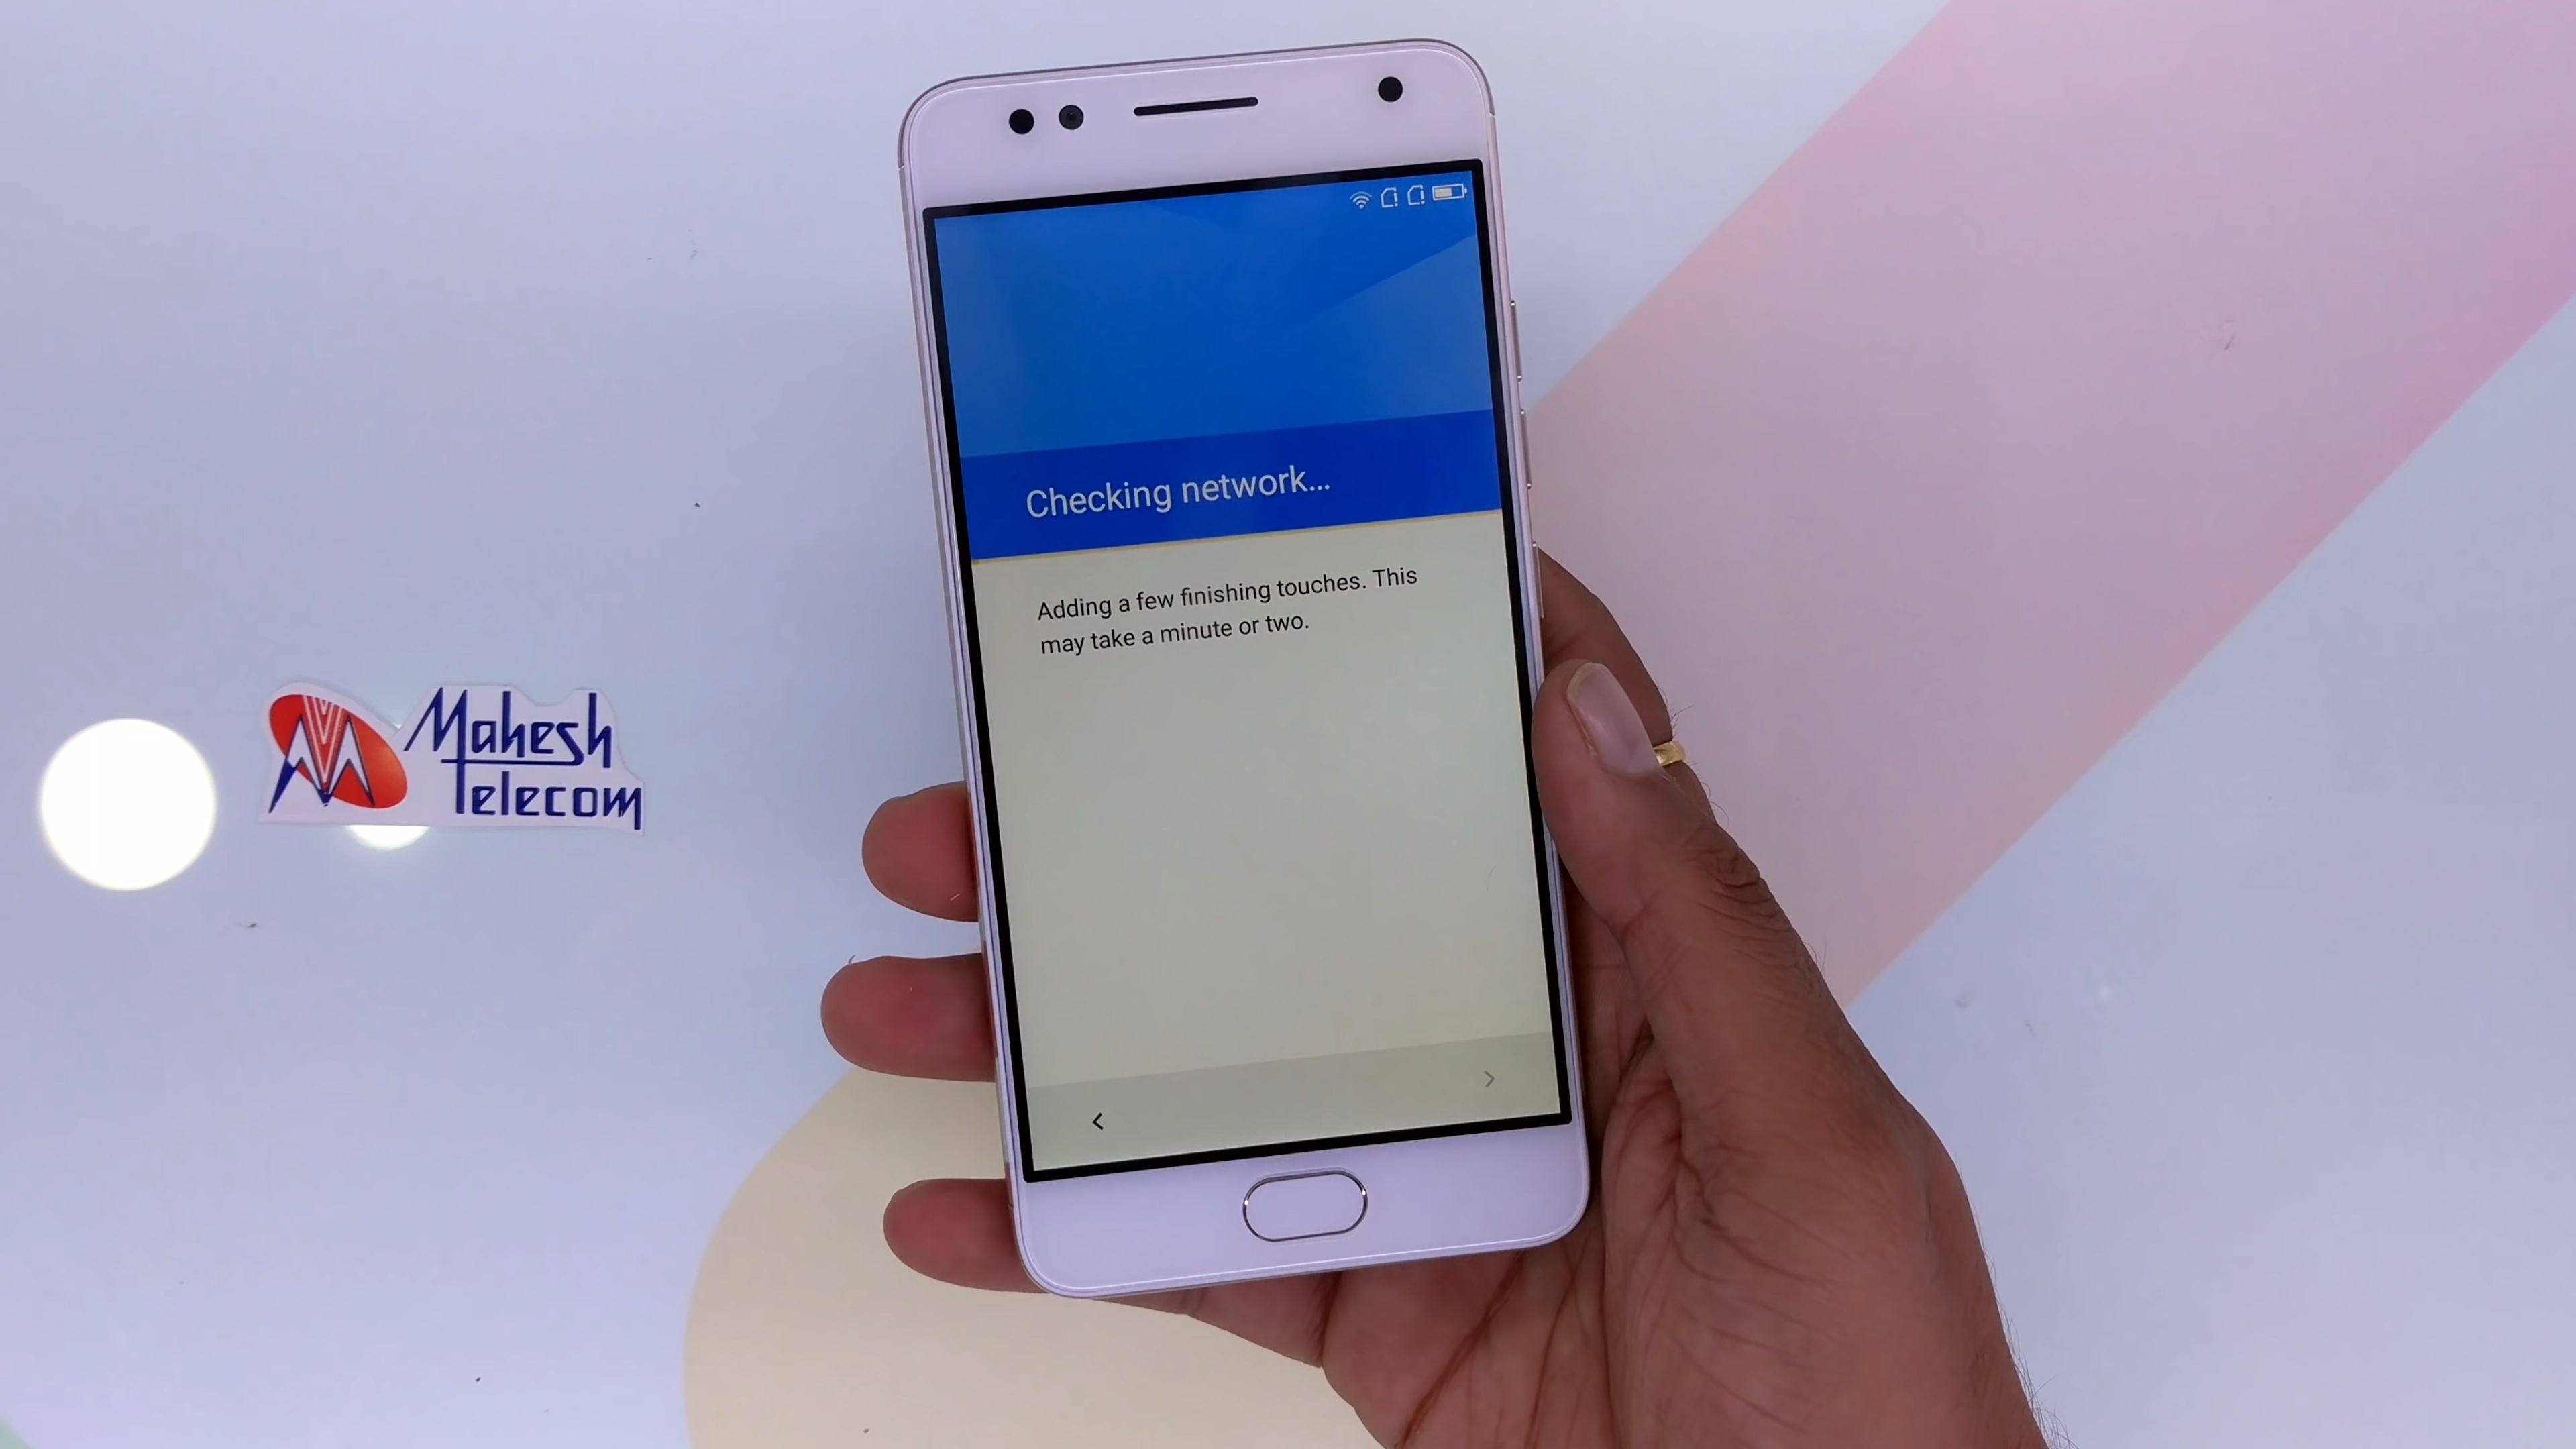 Checking network...
Adding a few finishing touches. This
may take a minute or two.
Mahesh
Telecom